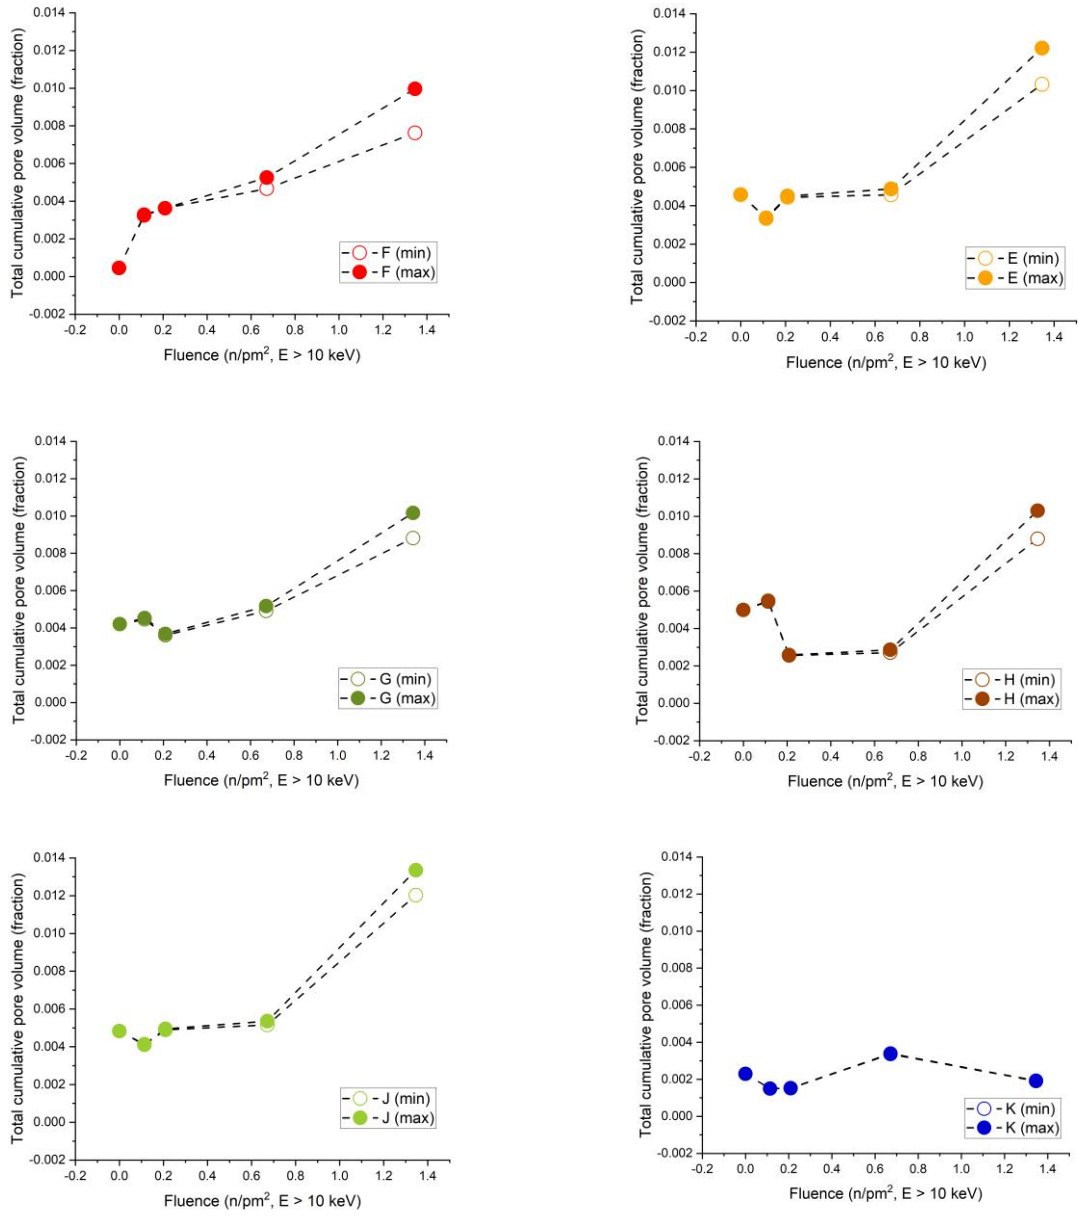 Total cumulative pore volume (fraction)
0.014
0.012
0.010
0.008
0.006
0.004
0.002
0.000
-0.002
-0.2 0.0 0.2 0.4 0.6 0.8 1.0 1.2 1.4
Fluence (n/pm², E > 10 keV)
F (min)
F (max)
Total cumulative pore volume (fraction)
0.014
0.012
0.010
0.008
0.006
0.004
0.002
0.000
-0.002
-0.2 0.0 0.2 0.4 0.6 0.8 1.0 1.2 1.4
Fluence (n/pm², E > 10 keV)
E (min)
E (max)
Total cumulative pore volume (fraction)
0.014
0.012
0.010
0.008
0.006
0.004
0.002
0.000
-0.002
-0.2 0.0 0.2 0.4 0.6 0.8 1.0 1.2 1.4
Fluence (n/pm², E > 10 keV)
G (min)
G (max)
Total cumulative pore volume (fraction)
0.014
0.012
0.010
0.008
0.006
0.004
0.002
0.000
-0.002
-0.2 0.0 0.2 0.4 0.6 0.8 1.0 1.2 1.4
Fluence (n/pm², E > 10 keV)
H (min)
H (max)
Total cumulative pore volume (fraction)
0.014
0.012
0.010
0.008
0.006
0.004
0.002
0.000
-0.002
-0.2 0.0 0.2 0.4 0.6 0.8 1.0 1.2 1.4
Fluence (n/pm², E > 10 keV)
J (min)
J (max)
Total cumulative pore volume (fraction)
0.014
0.012
0.010
0.008
0.006
0.004
0.002
0.000
-0.002
-0.2 0.0 0.2 0.4 0.6 0.8 1.0 1.2 1.4
Fluence (n/pm², E > 10 keV)
K (min)
K (max)